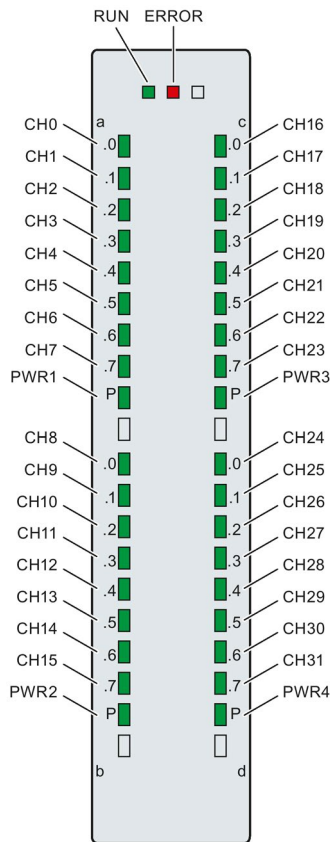 RUN ERROR
a c
CH0 .0 .0 CH16
CH1 .1 .1 CH17
CH2 .2 .2 CH18
CH3 .3 .3 CH19
CH4 .4 .4 CH20
CH5 .5 .5 CH21
CH6 .6 .6 CH22
CH7 .7 .7 CH23
PWR1 P P PWR3
CH8 .0 .0 CH24
CH9 .1 .1 CH25
CH10 .2 .2 CH26
CH11 .3 .3 CH27
CH12 .4 .4 CH28
CH13 .5 .5 CH29
CH14 .6 .6 CH30
CH15 .7 .7 CH31
PWR2 P P PWR4
b d